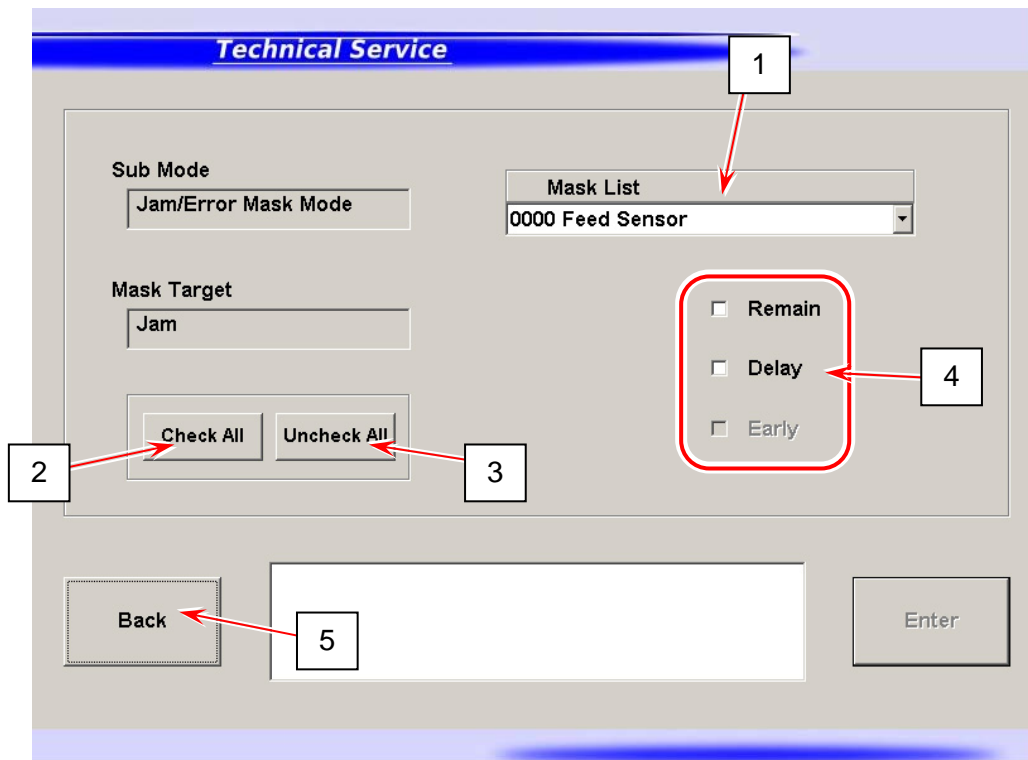 Technical Service
1
Sub Mode
Jam/Error Mask Mode
Mask List
0000 Feed Sensor
Mask Target
Jam
Remain
Delay
Early
4
Check All
Uncheck All
2
3
Back
5
Enter